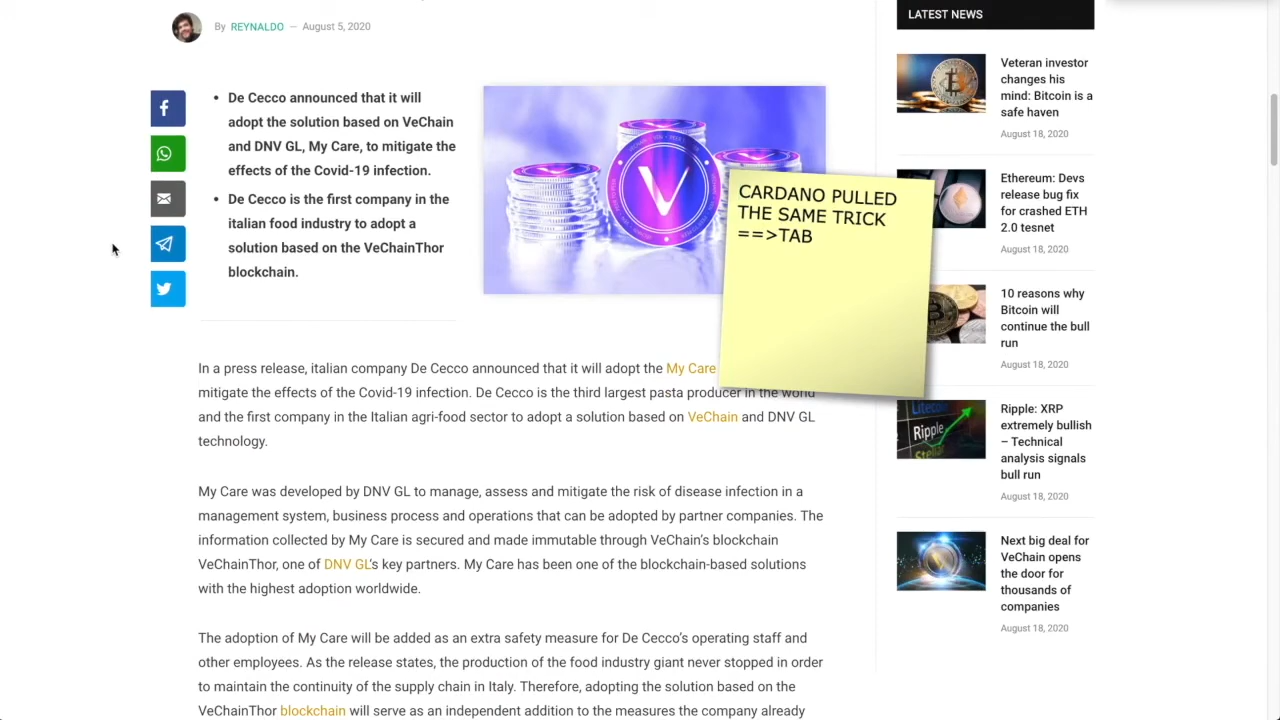 By REYNALDO — August 5, 2020
• De Cecco announced that it will
adopt the solution based on VeChain
and DNV GL, My Care, to mitigate the
effects of the Covid-19 infection.
• De Cecco is the first company in the
italian food industry to adopt a
solution based on the VeChainThor
blockchain.
CARDANO PULLED
THE SAME TRICK
==>TAB
In a press release, italian company De Cecco announced that it will adopt the My Care
mitigate the effects of the Covid-19 infection. De Cecco is the third largest pasta producer in the world
and the first company in the Italian agri-food sector to adopt a solution based on VeChain and DNV GL
technology.
My Care was developed by DNV GL to manage, assess and mitigate the risk of disease infection in a
management system, business process and operations that can be adopted by partner companies. The
information collected by My Care is secured and made immutable through VeChain's blockchain
VeChainThor, one of DNV GL's key partners. My Care has been one of the blockchain-based solutions
with the highest adoption worldwide.
The adoption of My Care will be added as an extra safety measure for De Cecco's operating staff and
other employees. As the release states, the production of the food industry giant never stopped in order
to maintain the continuity of the supply chain in Italy. Therefore, adopting the solution based on the
VeChainThor blockchain will serve as an independent addition to the measures the company already
LATEST NEWS
Veteran investor
changes his
mind: Bitcoin is a
safe haven
August 18, 2020
Ethereum: Devs
release bug fix
for crashed ETH
2.0 tesnet
August 18, 2020
10 reasons why
Bitcoin will
continue the bull
run
August 18, 2020
Litecoin
Ripple
Stellar
Ripple: XRP
extremely bullish
– Technical
analysis signals
bull run
August 18, 2020
Next big deal for
VeChain opens
the door for
thousands of
companies
August 18, 2020